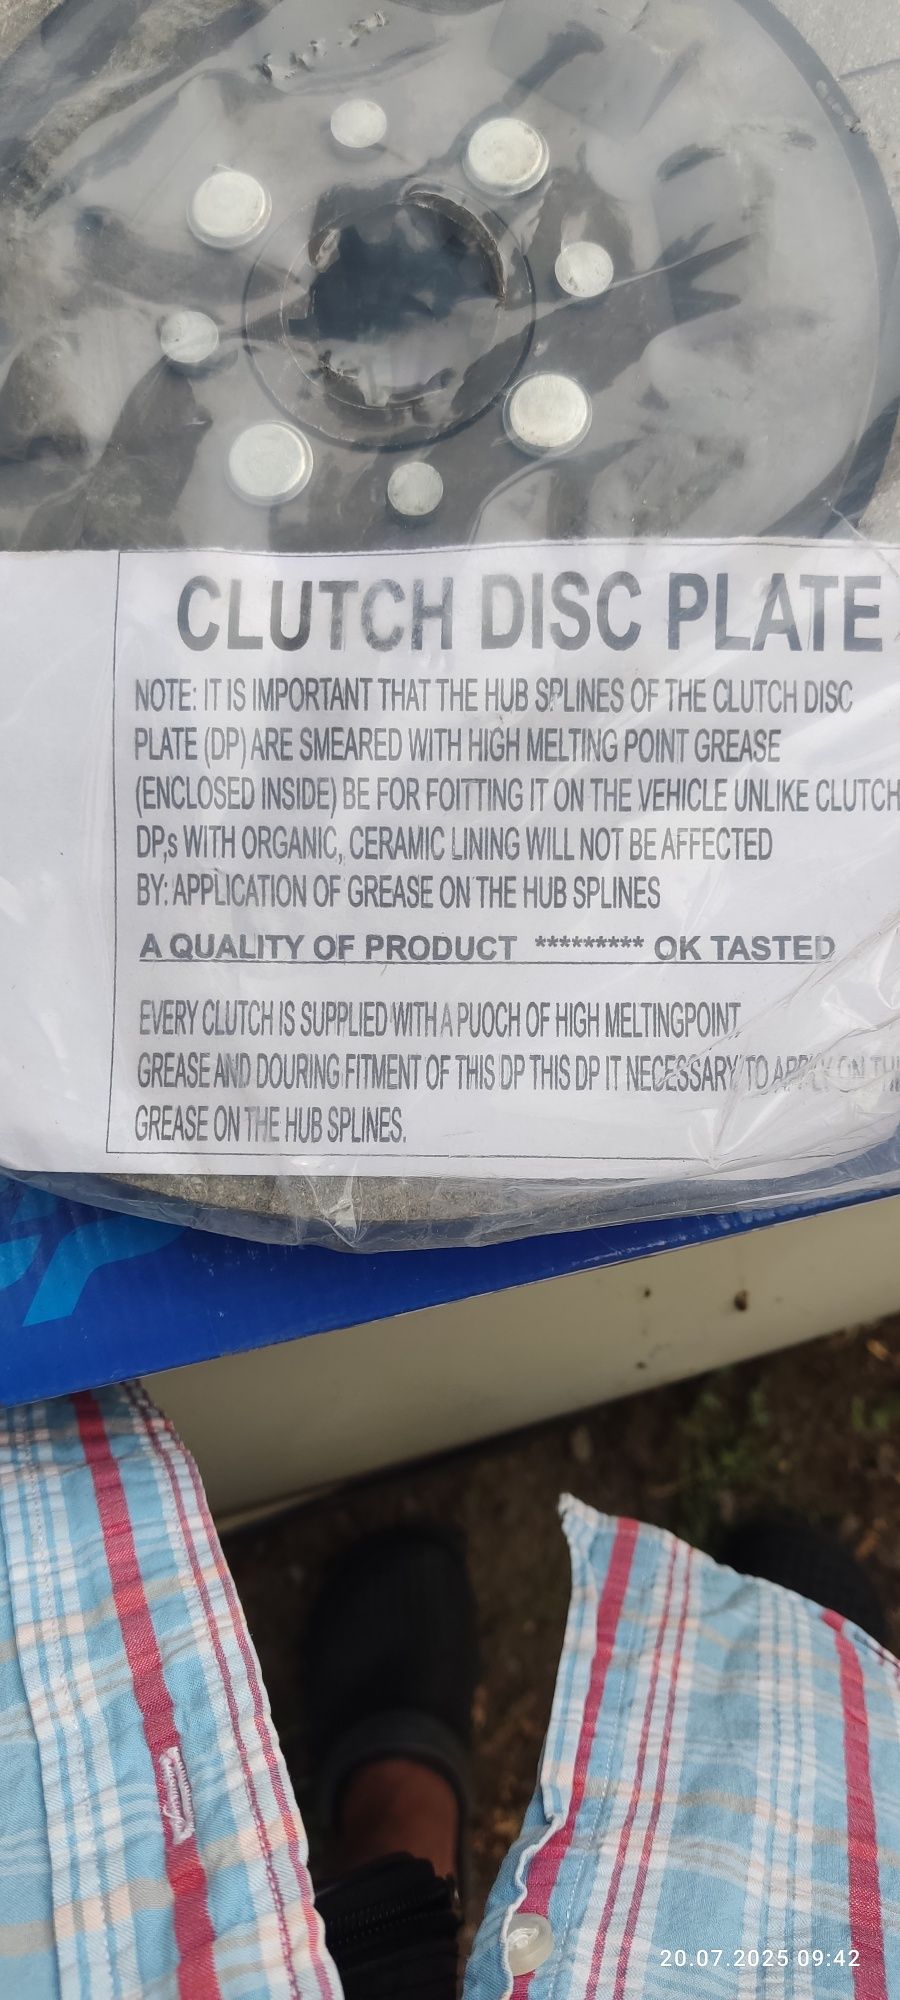 CLUTCH DISC PLATE
NOTE: IT IS IMPORTANT THAT THE HUB SPLINES OF THE CLUTCH DISC
PLATE (DP) ARE SMEARED WITH HIGH MELTING POINT GREASE
(ENCLOSED INSIDE) BE FOR FOITTING IT ON THE VEHICLE UNLIKE CLUTCH
DP,s WITH ORGANIC, CERAMIC LINING WILL NOT BE AFFECTED
BY: APPLICATION OF GREASE ON THE HUB SPLINES
A QUALITY OF PRODUCT ********* OK TASTED
EVERY CLUTCH IS SUPPLIED WITH A PUOCH OF HIGH MELTINGPOINT
GREASE AND DOURING FITMENT OF THIS DP THIS DP IT NECESSARY TO APPLY ON
GREASE ON THE HUB SPLINES.
20.07.2025 09:42